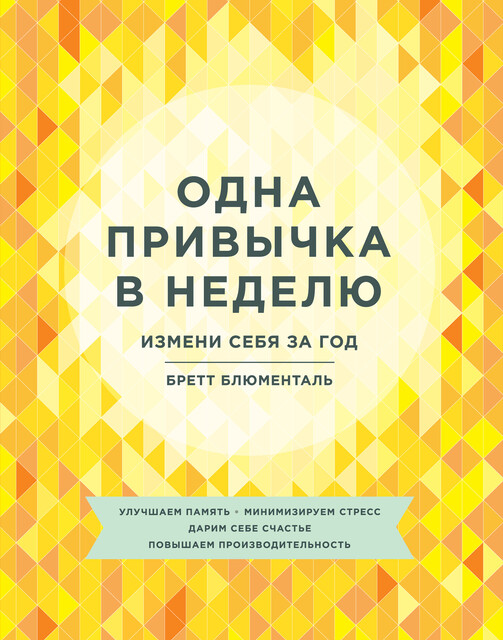 ОДНА
ПРИВЫЧКА
В НЕДЕЛЮ
ИЗМЕНИ СЕБЯ ЗА ГОД
БРЕТТ БЛЮМЕНТАЛЬ
УЛУЧШАЕМ ПАМЯТЬ • МИНИМИЗИРУЕМ СТРЕСС
ДАРИМ СЕБЕ СЧАСТЬЕ
ПОВЫШАЕМ ПРОИЗВОДИТЕЛЬНОСТЬ